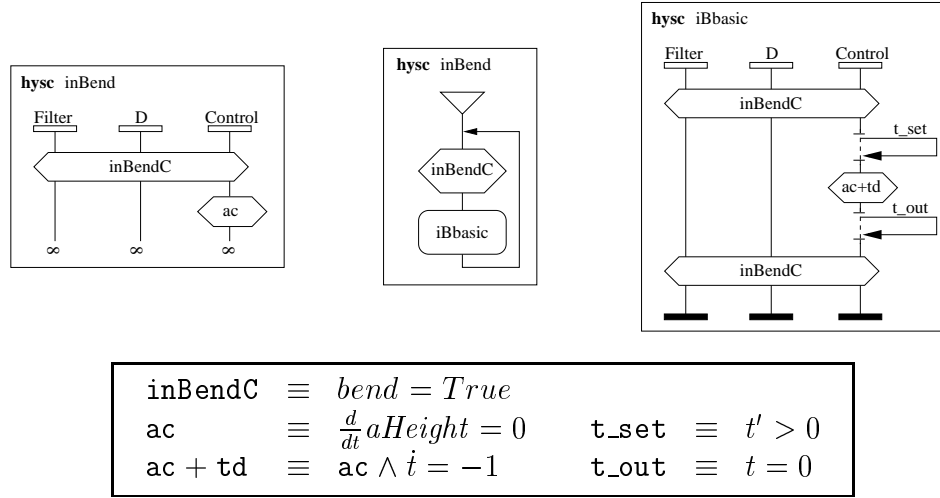 hysc inBend
Filter D Control
inBendC
ac
∞ ∞ ∞
hysc inBend
inBendC
iBbasic
hysc iBbasic
Filter D Control
inBendC
t_set
ac+td
t_out
inBendC
inBendC ≡ bend = True
ac ≡ d/dt aHeight = 0 t_set ≡ t′ > 0
ac + td ≡ ac ∧ ṫ = −1 t_out ≡ t = 0